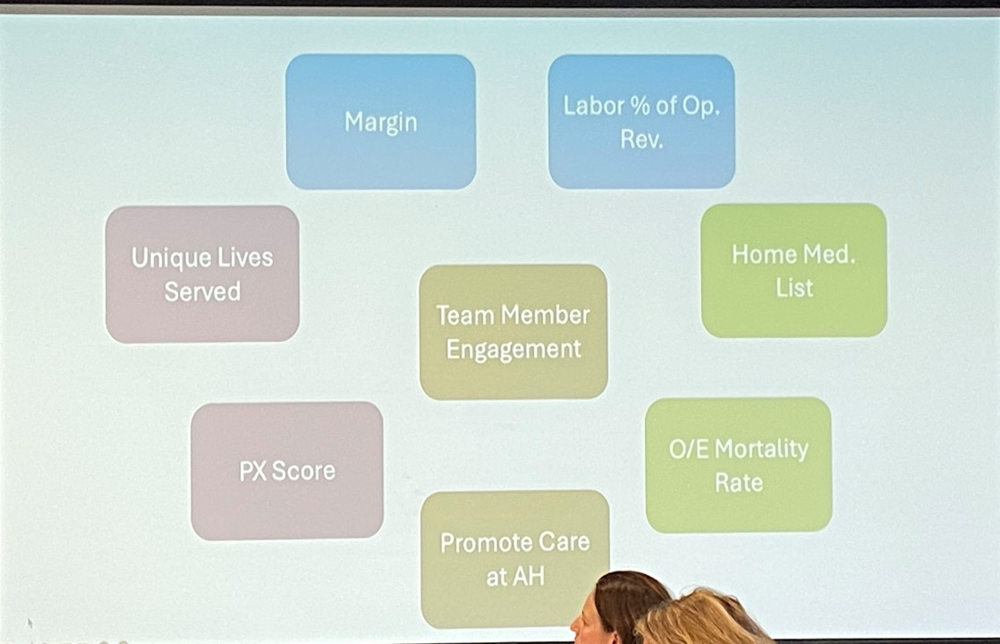 Margin
Labor % of Op.
Rev.
Unique Lives
Served
Home Med.
List
Team Member
Engagement
PX Score
O/E Mortality
Rate
Promote Care
at AH